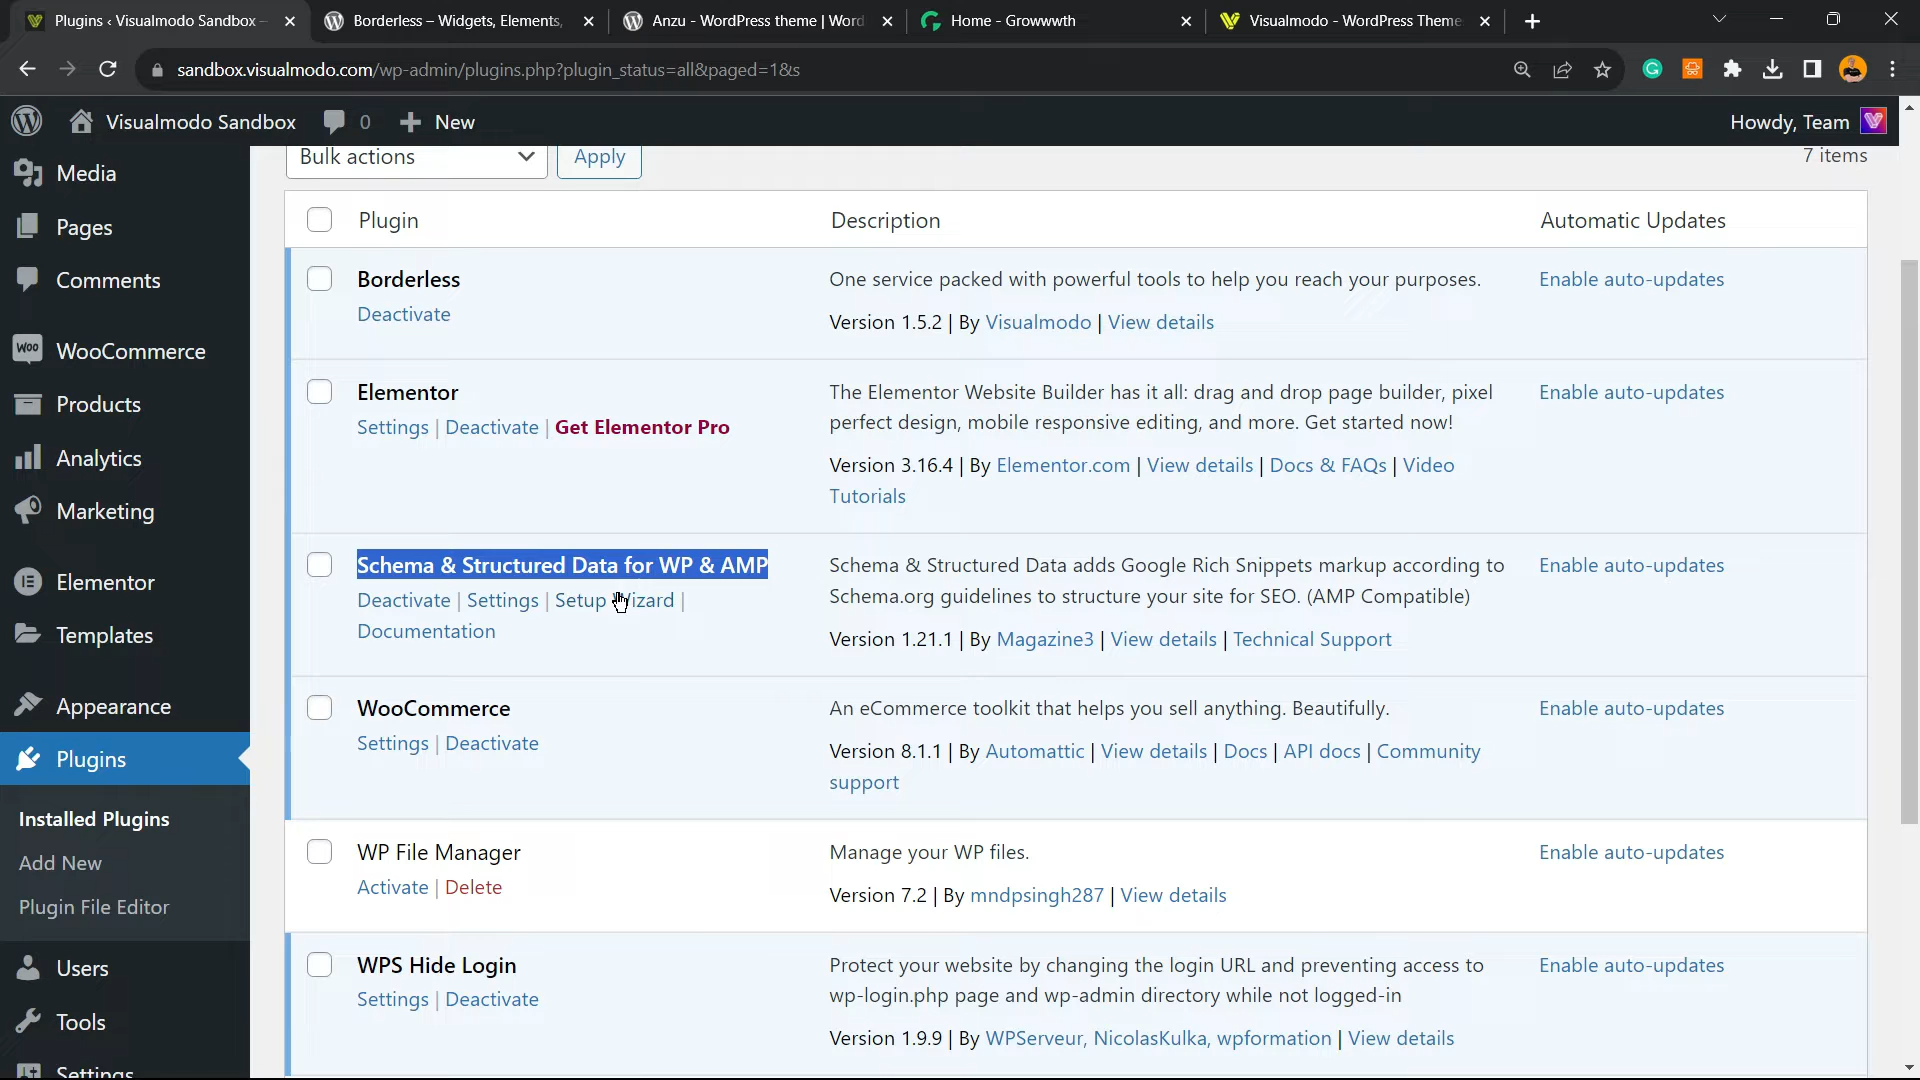 Plugins ‹ Visualmodo Sandbox –
Borderless – Widgets, Elements,
Anzu - WordPress theme | Word
Home - Growwwth
Visualmodo - WordPress Theme
sandbox.visualmodo.com/wp-admin/plugins.php?plugin_status=all&paged=1&s
Visualmodo Sandbox
0
New
Howdy, Team
Media
Pages
Comments
WooCommerce
Products
Analytics
Marketing
Elementor
Templates
Appearance
Plugins
Installed Plugins
Add New
Plugin File Editor
Users
Tools
Settings
Bulk actions
Apply
7 items
Plugin
Description
Automatic Updates
Borderless
Deactivate
One service packed with powerful tools to help you reach your purposes.
Version 1.5.2 | By Visualmodo | View details
Enable auto-updates
Elementor
Settings | Deactivate | Get Elementor Pro
The Elementor Website Builder has it all: drag and drop page builder, pixel
perfect design, mobile responsive editing, and more. Get started now!
Version 3.16.4 | By Elementor.com | View details | Docs & FAQs | Video
Tutorials
Enable auto-updates
Schema & Structured Data for WP & AMP
Deactivate | Settings | Setup Wizard |
Documentation
Schema & Structured Data adds Google Rich Snippets markup according to
Schema.org guidelines to structure your site for SEO. (AMP Compatible)
Version 1.21.1 | By Magazine3 | View details | Technical Support
Enable auto-updates
WooCommerce
Settings | Deactivate
An eCommerce toolkit that helps you sell anything. Beautifully.
Version 8.1.1 | By Automattic | View details | Docs | API docs | Community
support
Enable auto-updates
WP File Manager
Activate | Delete
Manage your WP files.
Version 7.2 | By mndpsingh287 | View details
Enable auto-updates
WPS Hide Login
Settings | Deactivate
Protect your website by changing the login URL and preventing access to
wp-login.php page and wp-admin directory while not logged-in
Version 1.9.9 | By WPServeur, NicolasKulka, wpformation | View details
Enable auto-updates